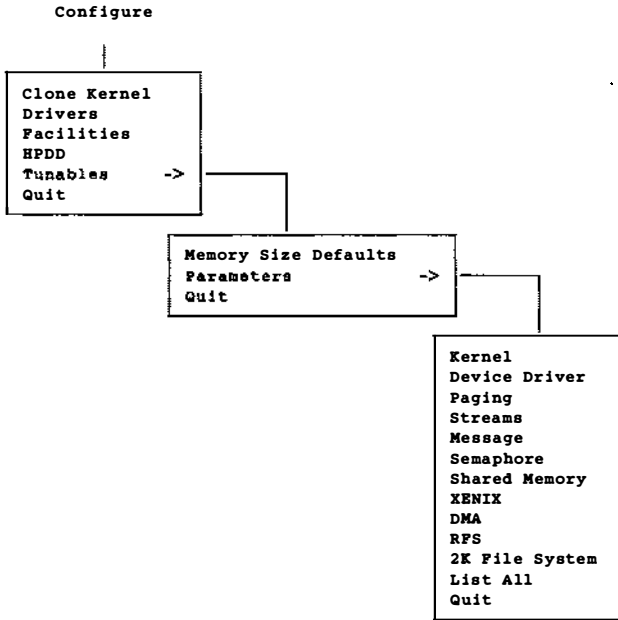 Configure
Clone Kernel
Drivers
Facilities
HPDD
Tunables ->
Quit
Memory Size Defaults
Parameters ->
Quit
Kernel
Device Driver
Paging
Streams
Message
Semaphore
Shared Memory
XENIX
DMA
RFS
2K File System
List All
Quit